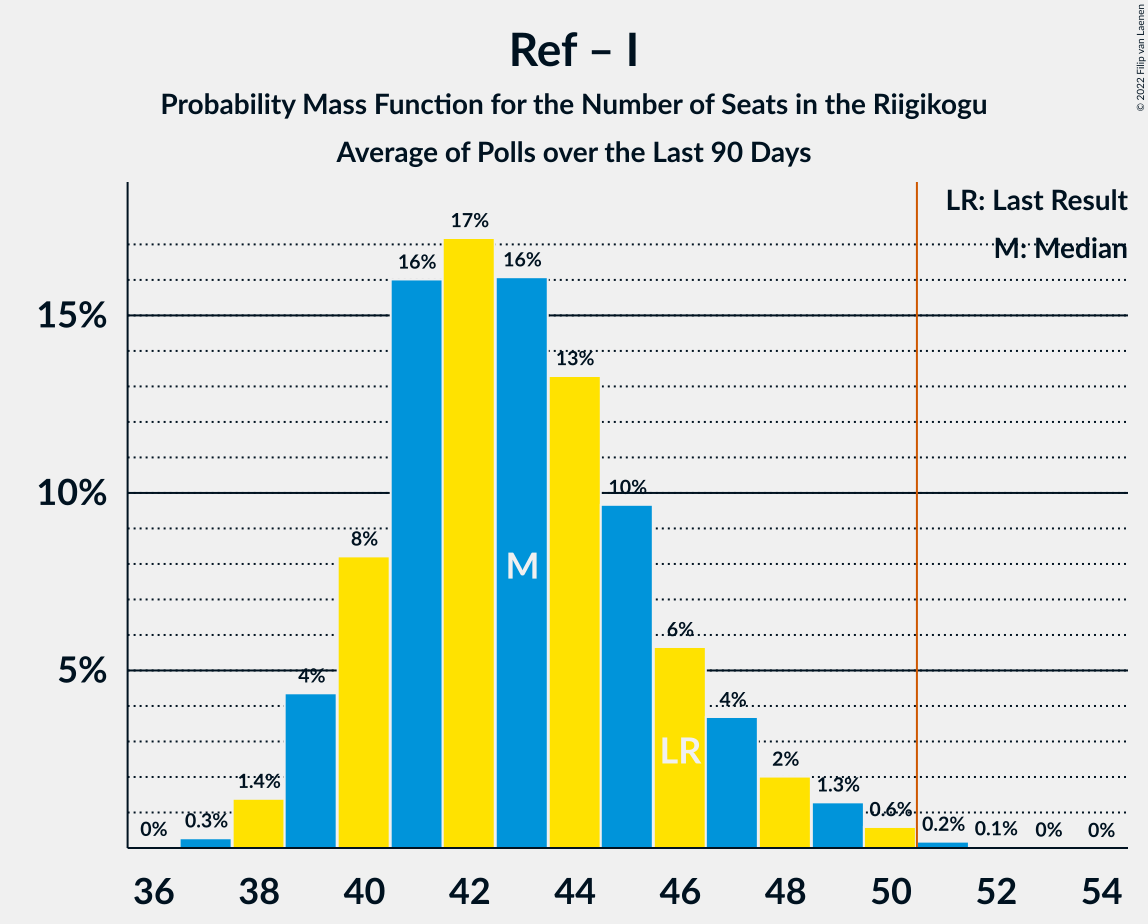 Ref – I
Probability Mass Function for the Number of Seats in the Riigikogu
Average of Polls over the Last 90 Days
© 2022 Filip van Laenen
LR: Last Result
M: Median
15%
10%
5%
0%
0.3%
1.4%
4%
8%
16%
17%
16%
13%
10%
6%
4%
2%
1.3%
0.6%
0.2%
0.1%
0%
0%
M
LR
36 38 40 42 44 46 48 50 52 54